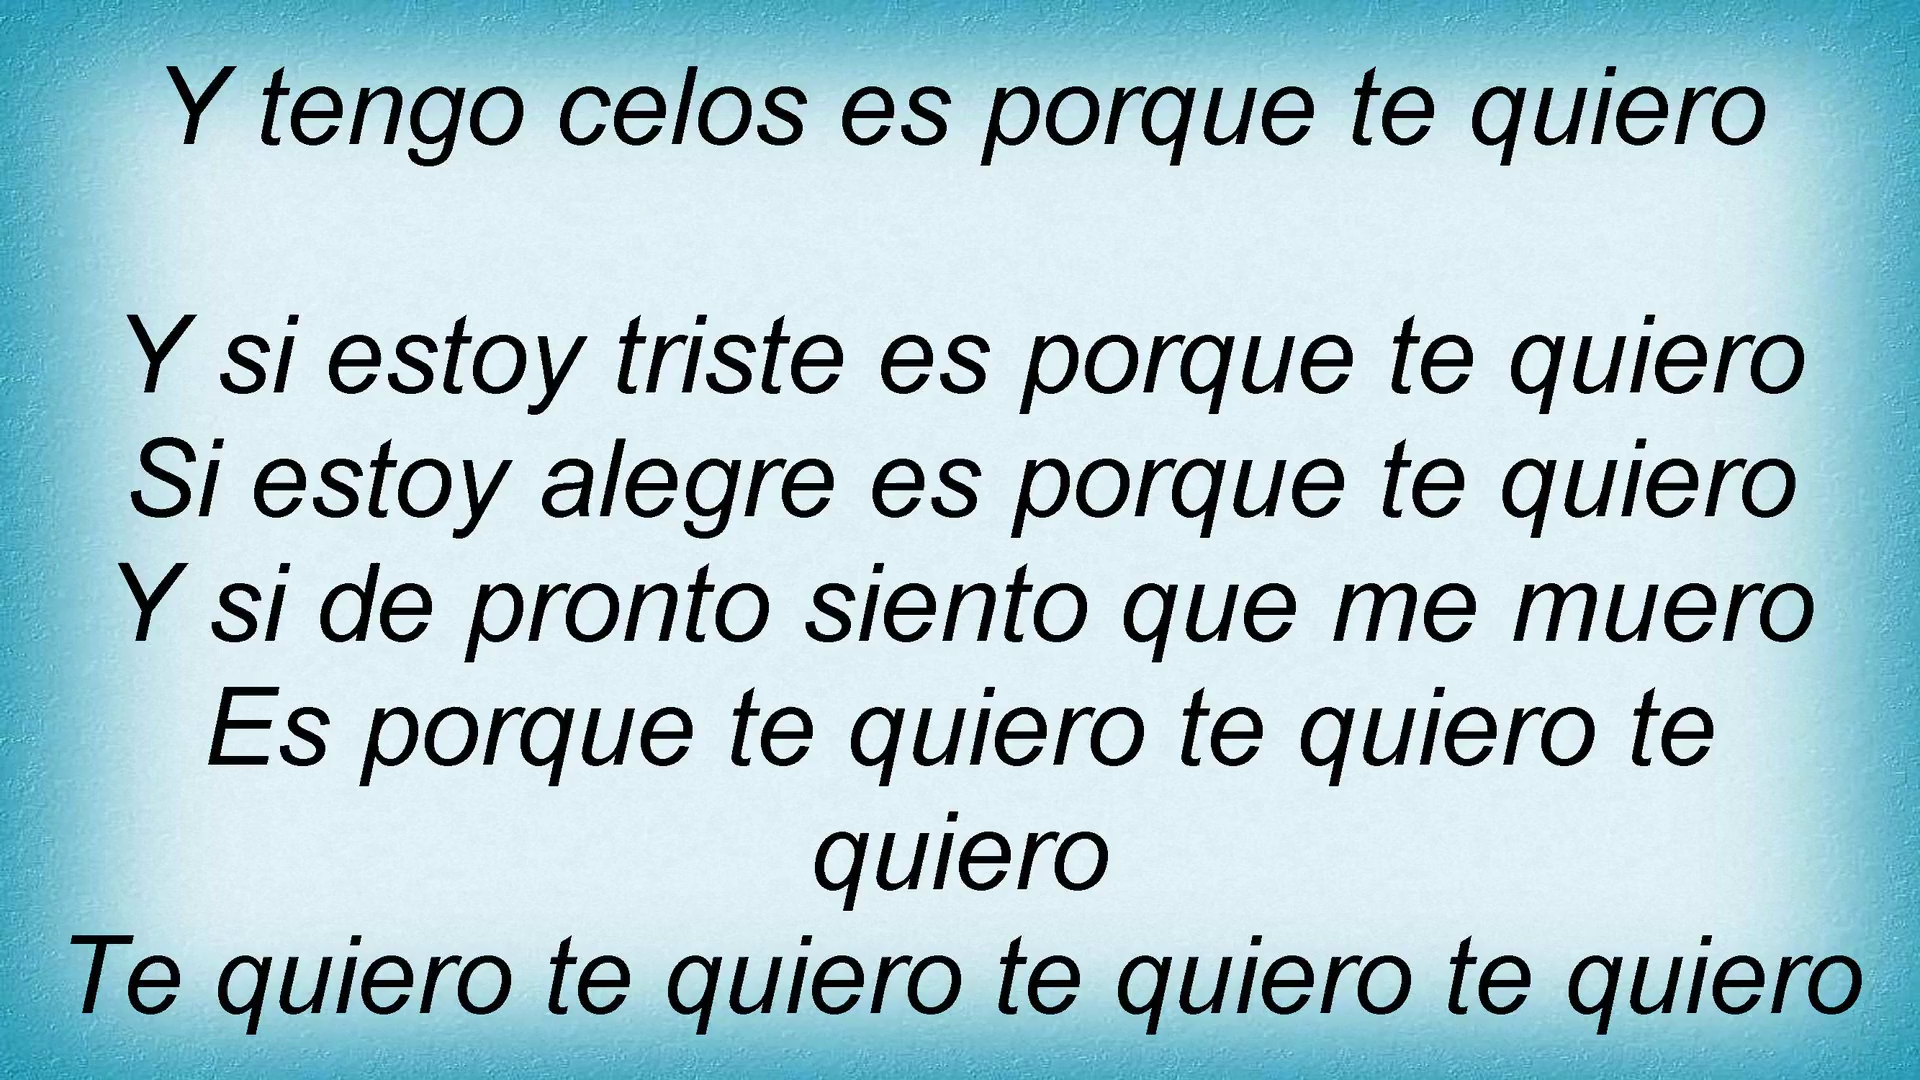 Y tengo celos es porque te quiero
Y si estoy triste es porque te quiero
Si estoy alegre es porque te quiero
Y si de pronto siento que me muero
Es porque te quiero te quiero te
quiero
Te quiero te quiero te quiero te quiero